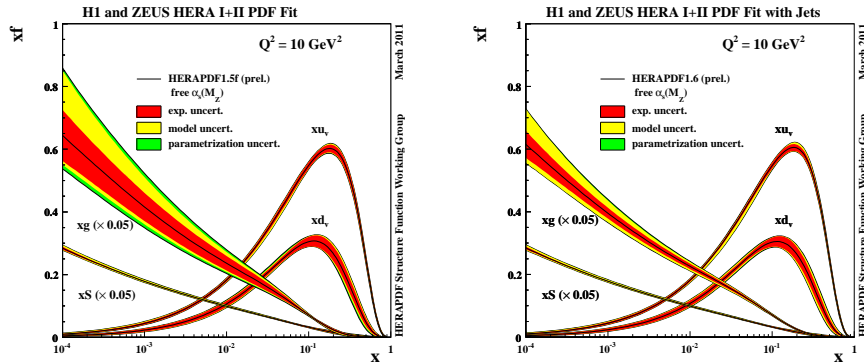 H1 and ZEUS HERA I+II PDF Fit
xf
Q² = 10 GeV²
March 2011
HERAPDF Structure Function Working Group
HERAPDF1.5f (prel.)
free αs(MZ)
exp. uncert.
model uncert.
parametrization uncert.
xuv
xdv
xg (× 0.05)
xS (× 0.05)
1
0.8
0.6
0.4
0.2
0
10⁻⁴ 10⁻³ 10⁻² 10⁻¹ 1
x
H1 and ZEUS HERA I+II PDF Fit with Jets
xf
Q² = 10 GeV²
March 2011
HERAPDF Structure Function Working Group
HERAPDF1.6 (prel.)
free αs(MZ)
exp. uncert.
model uncert.
parametrization uncert.
xuv
xdv
xg (× 0.05)
xS (× 0.05)
1
0.8
0.6
0.4
0.2
0
10⁻⁴ 10⁻³ 10⁻² 10⁻¹ 1
x